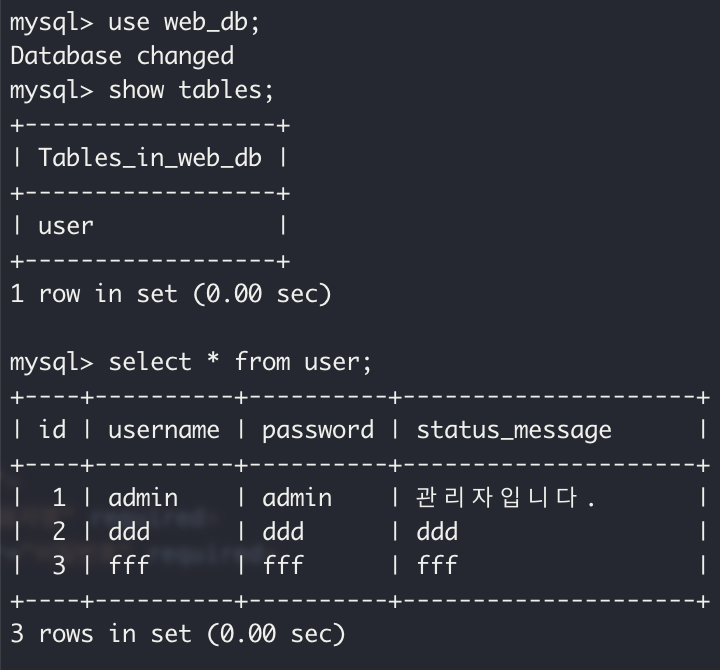 mysql> use web_db;
Database changed
mysql> show tables;
+------------------+
| Tables_in_web_db |
+------------------+
| user             |
+------------------+
1 row in set (0.00 sec)
mysql> select * from user;
+----+----------+----------+---------------------+
| id | username | password | status_message      |
+----+----------+----------+---------------------+
|  1 | admin    | admin    | 관리자입니다.       |
|  2 | ddd      | ddd      | ddd                 |
|  3 | fff      | fff      | fff                 |
+----+----------+----------+---------------------+
3 rows in set (0.00 sec)